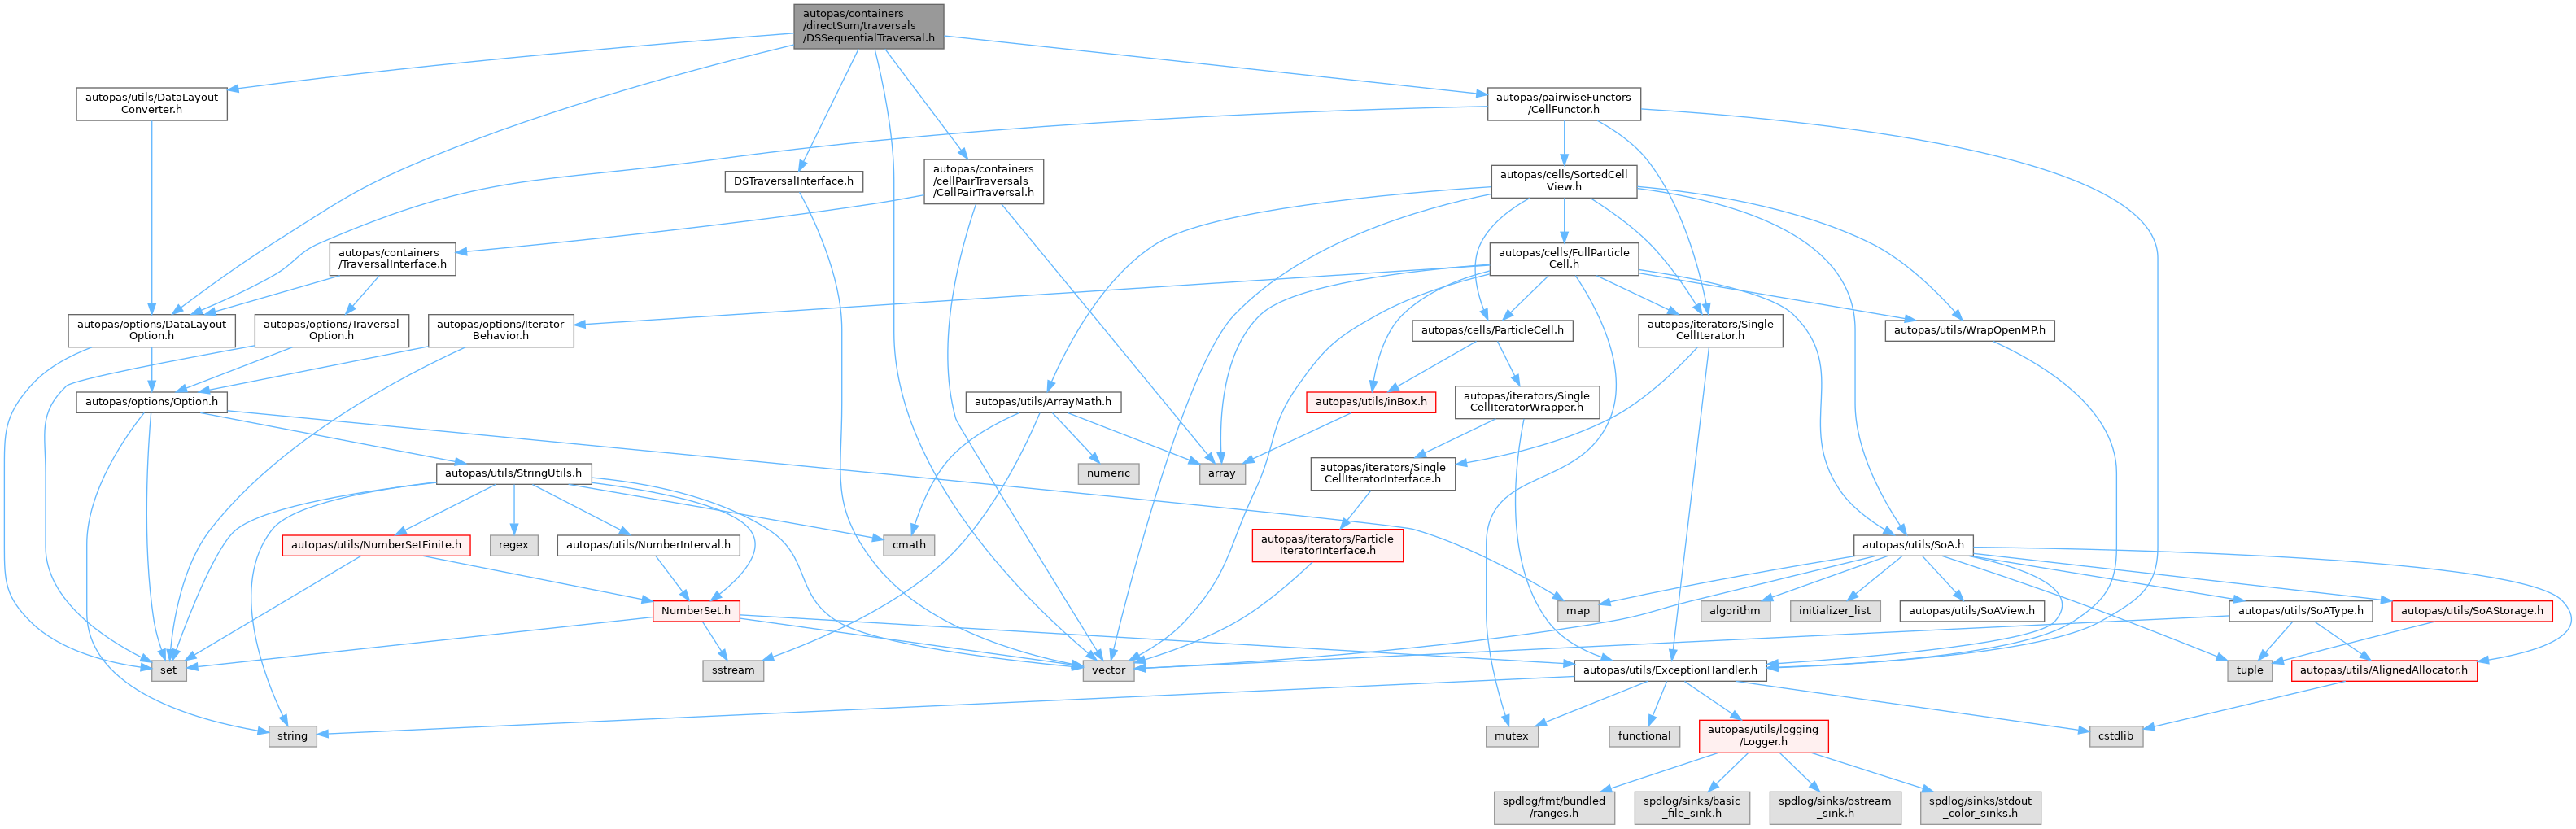 autopas/containers
/directSum/traversals
/DSSequentialTraversal.h
autopas/utils/DataLayout
Converter.h
autopas/pairwiseFunctors
/CellFunctor.h
DSTraversalInterface.h
autopas/containers
/cellPairTraversals
/CellPairTraversal.h
autopas/cells/SortedCell
View.h
autopas/containers
/TraversalInterface.h
autopas/cells/FullParticle
Cell.h
autopas/options/DataLayout
Option.h
autopas/options/Traversal
Option.h
autopas/options/Iterator
Behavior.h
autopas/cells/ParticleCell.h
autopas/iterators/Single
CellIterator.h
autopas/utils/WrapOpenMP.h
autopas/options/Option.h
autopas/utils/ArrayMath.h
autopas/utils/inBox.h
autopas/iterators/Single
CellIteratorWrapper.h
autopas/utils/StringUtils.h
numeric
array
autopas/iterators/Single
CellIteratorInterface.h
autopas/utils/NumberSetFinite.h
regex
autopas/utils/NumberInterval.h
cmath
autopas/iterators/Particle
IteratorInterface.h
autopas/utils/SoA.h
NumberSet.h
map
algorithm
initializer_list
autopas/utils/SoAView.h
autopas/utils/SoAType.h
autopas/utils/SoAStorage.h
set
sstream
vector
autopas/utils/ExceptionHandler.h
tuple
autopas/utils/AlignedAllocator.h
string
mutex
functional
autopas/utils/logging
/Logger.h
cstdlib
spdlog/fmt/bundled
/ranges.h
spdlog/sinks/basic
_file_sink.h
spdlog/sinks/ostream
_sink.h
spdlog/sinks/stdout
_color_sinks.h